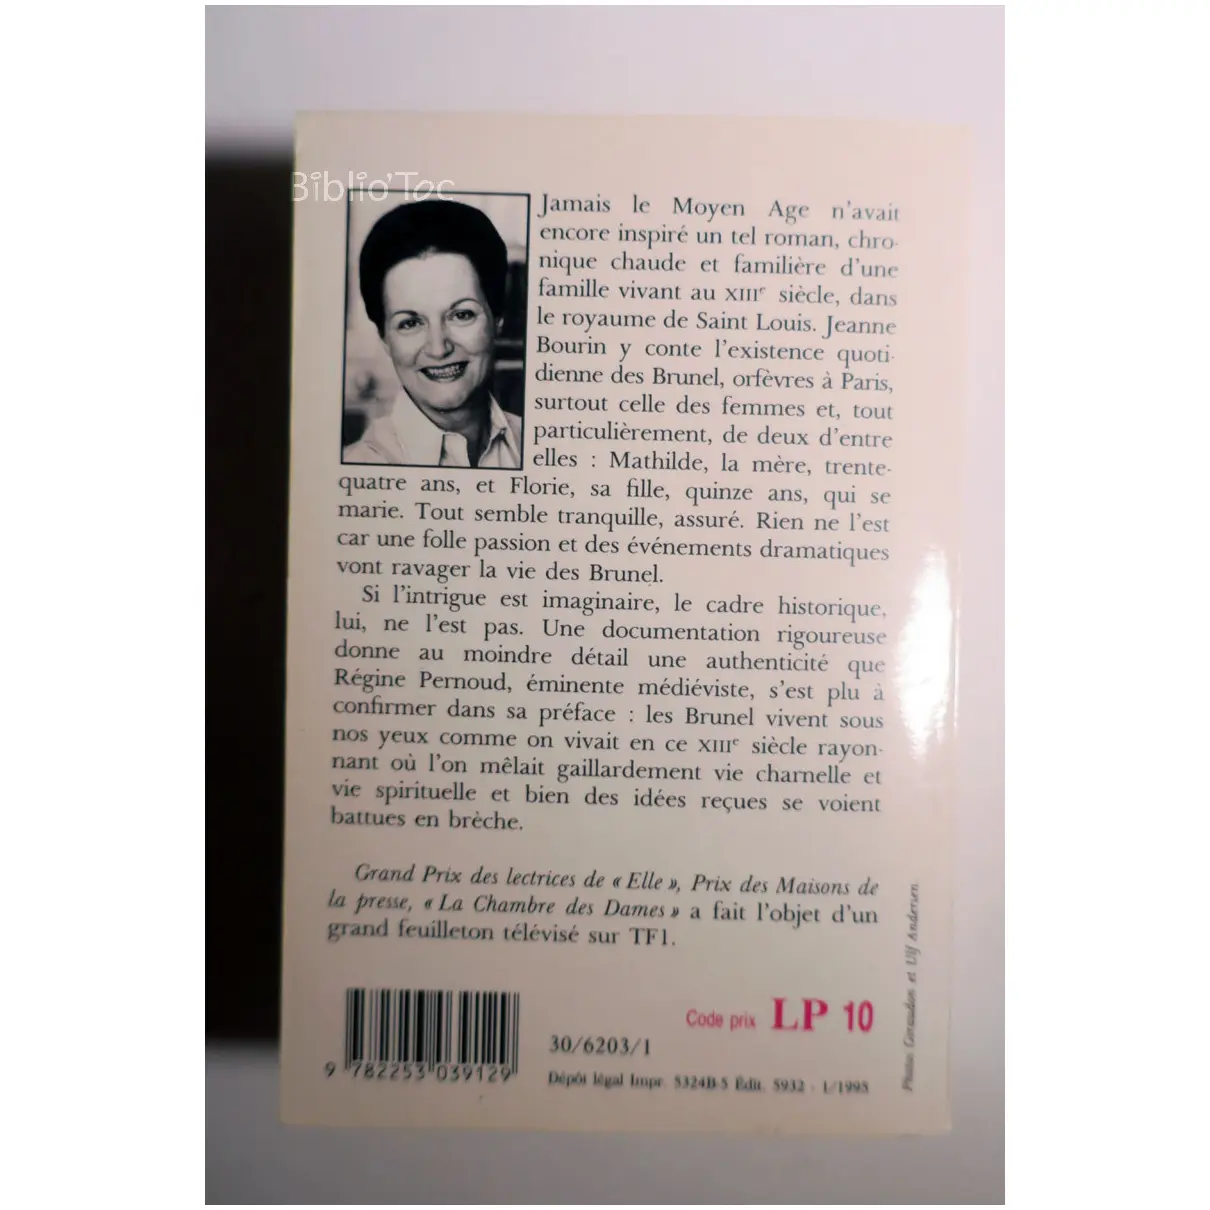 Biblio'Toc
Jamais le Moyen Age n'avait
encore inspiré un tel roman, chro-
nique chaude et familière d'une
famille vivant au XIIIe siècle, dans
le royaume de Saint Louis. Jeanne
Bourin y conte l'existence quoti-
dienne des Brunel, orfèvres à Paris,
surtout celle des femmes et, tout
particulièrement, de deux d'entre
elles : Mathilde, la mère, trente-
quatre ans, et Florie, sa fille, quinze ans, qui se
marie. Tout semble tranquille, assuré. Rien ne l'est
car une folle passion et des événements dramatiques
vont ravager la vie des Brunel.
Si l'intrigue est imaginaire, le cadre historique,
lui, ne l'est pas. Une documentation rigoureuse
donne au moindre détail une authenticité que
Régine Pernoud, éminente médiéviste, s'est plu à
confirmer dans sa préface : les Brunel vivent sous
nos yeux comme on vivait en ce XIIIe siècle rayon-
nant où l'on mêlait gaillardement vie charnelle et
vie spirituelle et bien des idées reçues se voient
battues en brèche.
Grand Prix des lectrices de « Elle », Prix des Maisons de
la presse, « La Chambre des Dames » a fait l'objet d'un
grand feuilleton télévisé sur TF1.
Code prix LP 10
30/6203/1
9 782253 039129
Dépôt légal Impr. 5324B-5 Édit. 5932 - 1/1995
Photos Giraudon et Ulf Andersen.